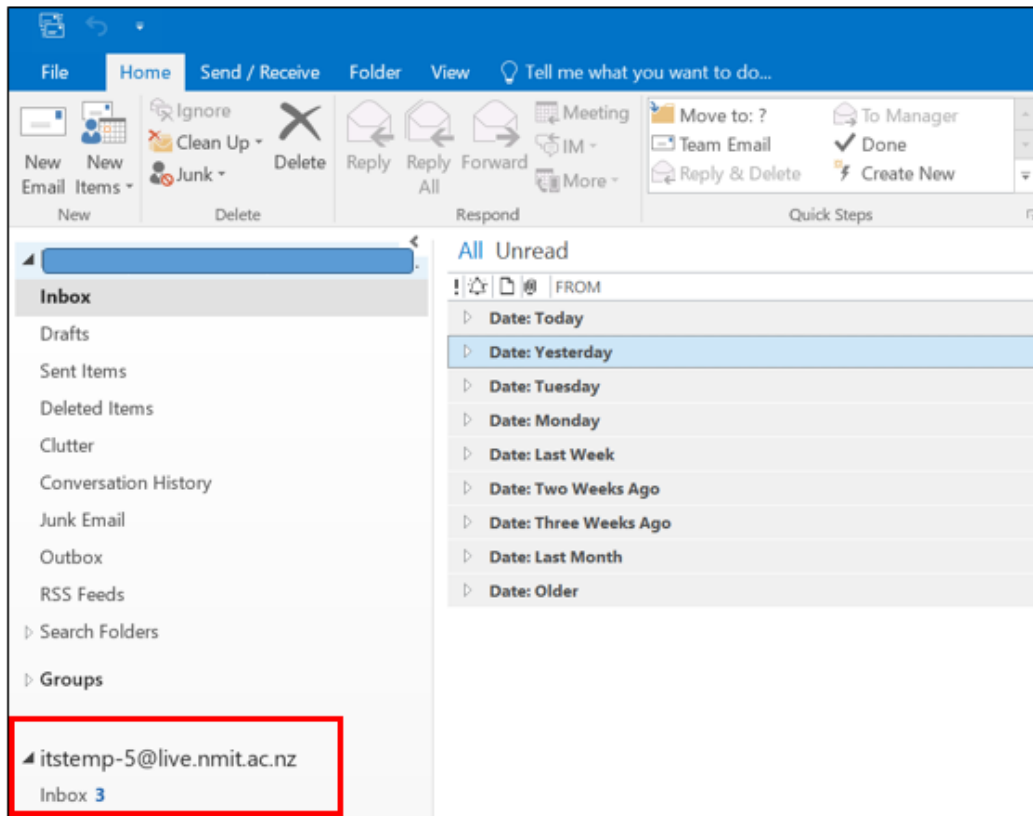 File Home Send / Receive Folder View Tell me what you want to do...
Ignore
Clean Up
Junk
New Email
New Items
Delete
Reply
Reply All
Forward
Meeting
IM
More
Move to: ?
Team Email
Reply & Delete
To Manager
Done
Create New
New
Delete
Respond
Quick Steps
Inbox
Drafts
Sent Items
Deleted Items
Clutter
Conversation History
Junk Email
Outbox
RSS Feeds
Search Folders
Groups
itstemp-5@live.nmit.ac.nz
Inbox 3
All Unread
! FROM
Date: Today
Date: Yesterday
Date: Tuesday
Date: Monday
Date: Last Week
Date: Two Weeks Ago
Date: Three Weeks Ago
Date: Last Month
Date: Older